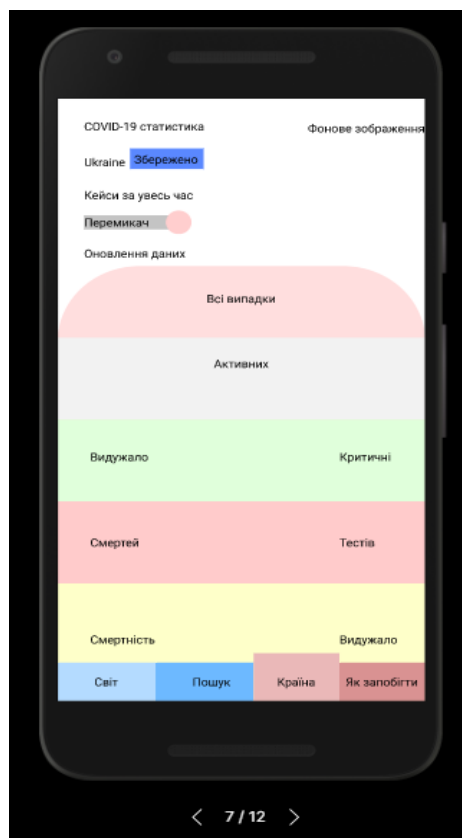 COVID-19 статистика
Фонове зображення
Ukraine Збережено
Кейси за увесь час
Перемикач
Оновлення даних
Всі випадки
Активних
Видужало Критичні
Смертей Тестів
Смертність Видужало
Світ Пошук Країна Як запобігти
7 / 12